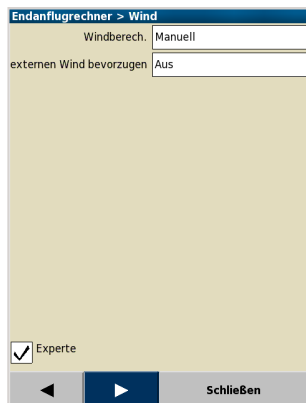 Endanflugrechner > Wind
Windberech. Manuell
externen Wind bevorzugen Aus
Experte
Schließen